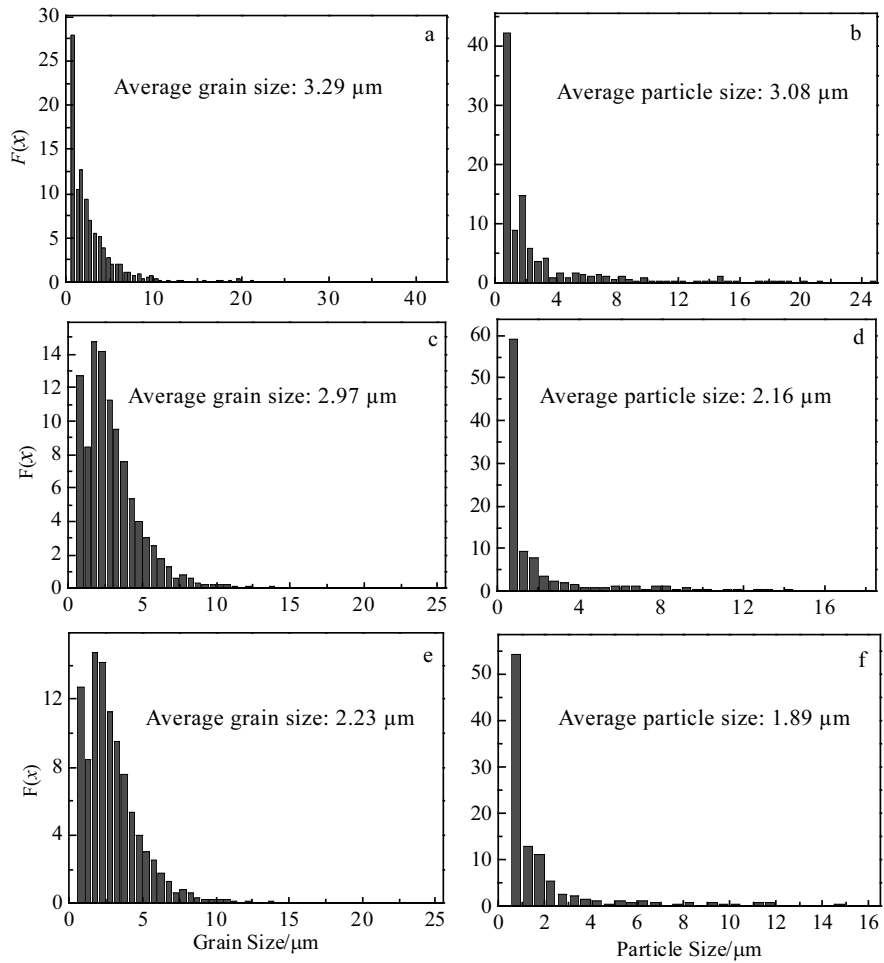 a
30
25
20
15
10
5
0
0 10 20 30 40
F(x)
Average grain size: 3.29 μm
b
40
30
20
10
0
0 4 8 12 16 20 24
Average particle size: 3.08 μm
c
14
12
10
8
6
4
2
0
0 5 10 15 20 25
F(x)
Average grain size: 2.97 μm
d
60
50
40
30
20
10
0
0 4 8 12 16
Average particle size: 2.16 μm
e
12
8
4
0
0 5 10 15 20 25
F(x)
Average grain size: 2.23 μm
Grain Size/μm
f
50
40
30
20
10
0
0 2 4 6 8 10 12 14 16
Average particle size: 1.89 μm
Particle Size/μm